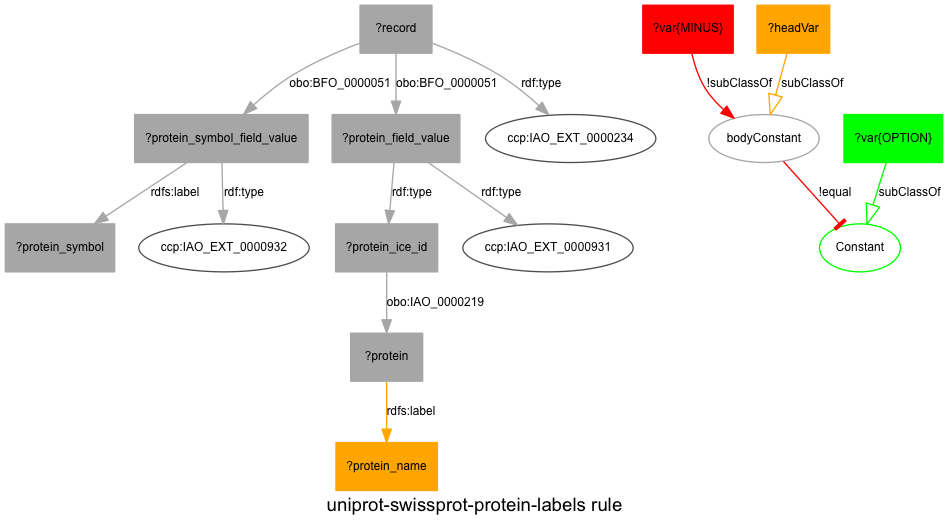 ?record
?var{MINUS}
?headVar
obo:BFO_0000051
obo:BFO_0000051
rdf:type
!subClassOf
subClassOf
?protein_symbol_field_value
?protein_field_value
ccp:IAO_EXT_0000234
bodyConstant
?var{OPTION}
rdfs:label
rdf:type
rdf:type
rdf:type
!equal
subClassOf
?protein_symbol
ccp:IAO_EXT_0000932
?protein_ice_id
ccp:IAO_EXT_0000931
Constant
obo:IAO_0000219
?protein
rdfs:label
?protein_name
uniprot-swissprot-protein-labels rule